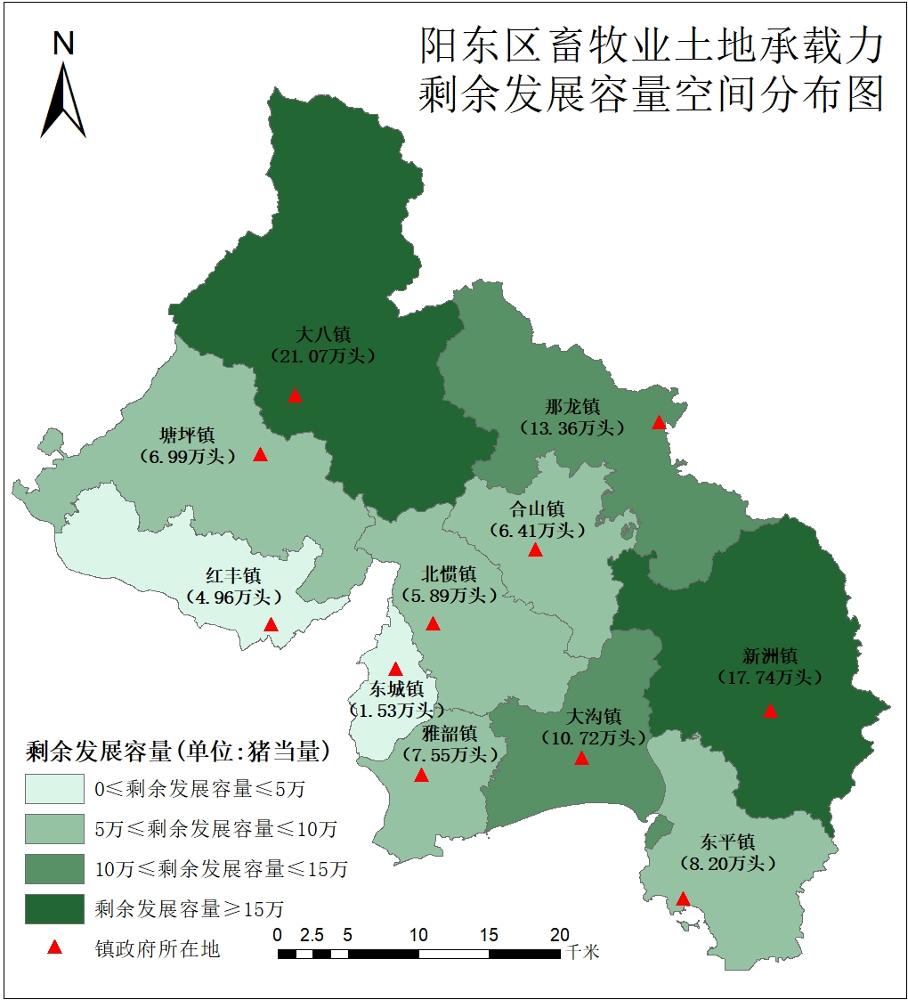 阳东区畜牧业土地承载力
剩余发展容量空间分布图
N
大八镇
(21.07万头)
那龙镇
(13.36万头)
塘坪镇
(6.99万头)
合山镇
(6.41万头)
红丰镇
(4.96万头)
北惯镇
(5.89万头)
新洲镇
(17.74万头)
东城镇
(1.53万头)
大沟镇
(10.72万头)
雅韶镇
(7.55万头)
东平镇
(8.20万头)
剩余发展容量(单位:猪当量)
0≤剩余发展容量≤5万
5万≤剩余发展容量≤10万
10万≤剩余发展容量≤15万
剩余发展容量≥15万
镇政府所在地
0 2.5 5 10 15 20
千米